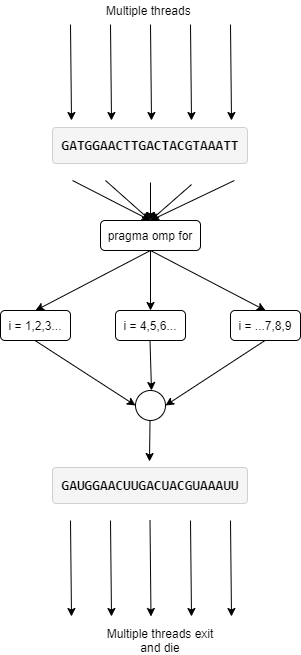 Multiple threads
GATGGAACTTGACTACGTAAATT
pragma omp for
i = 1,2,3...
i = 4,5,6...
i = ...7,8,9
GAUGGAACUUGACUACGUAAAUU
Multiple threads exit
and die